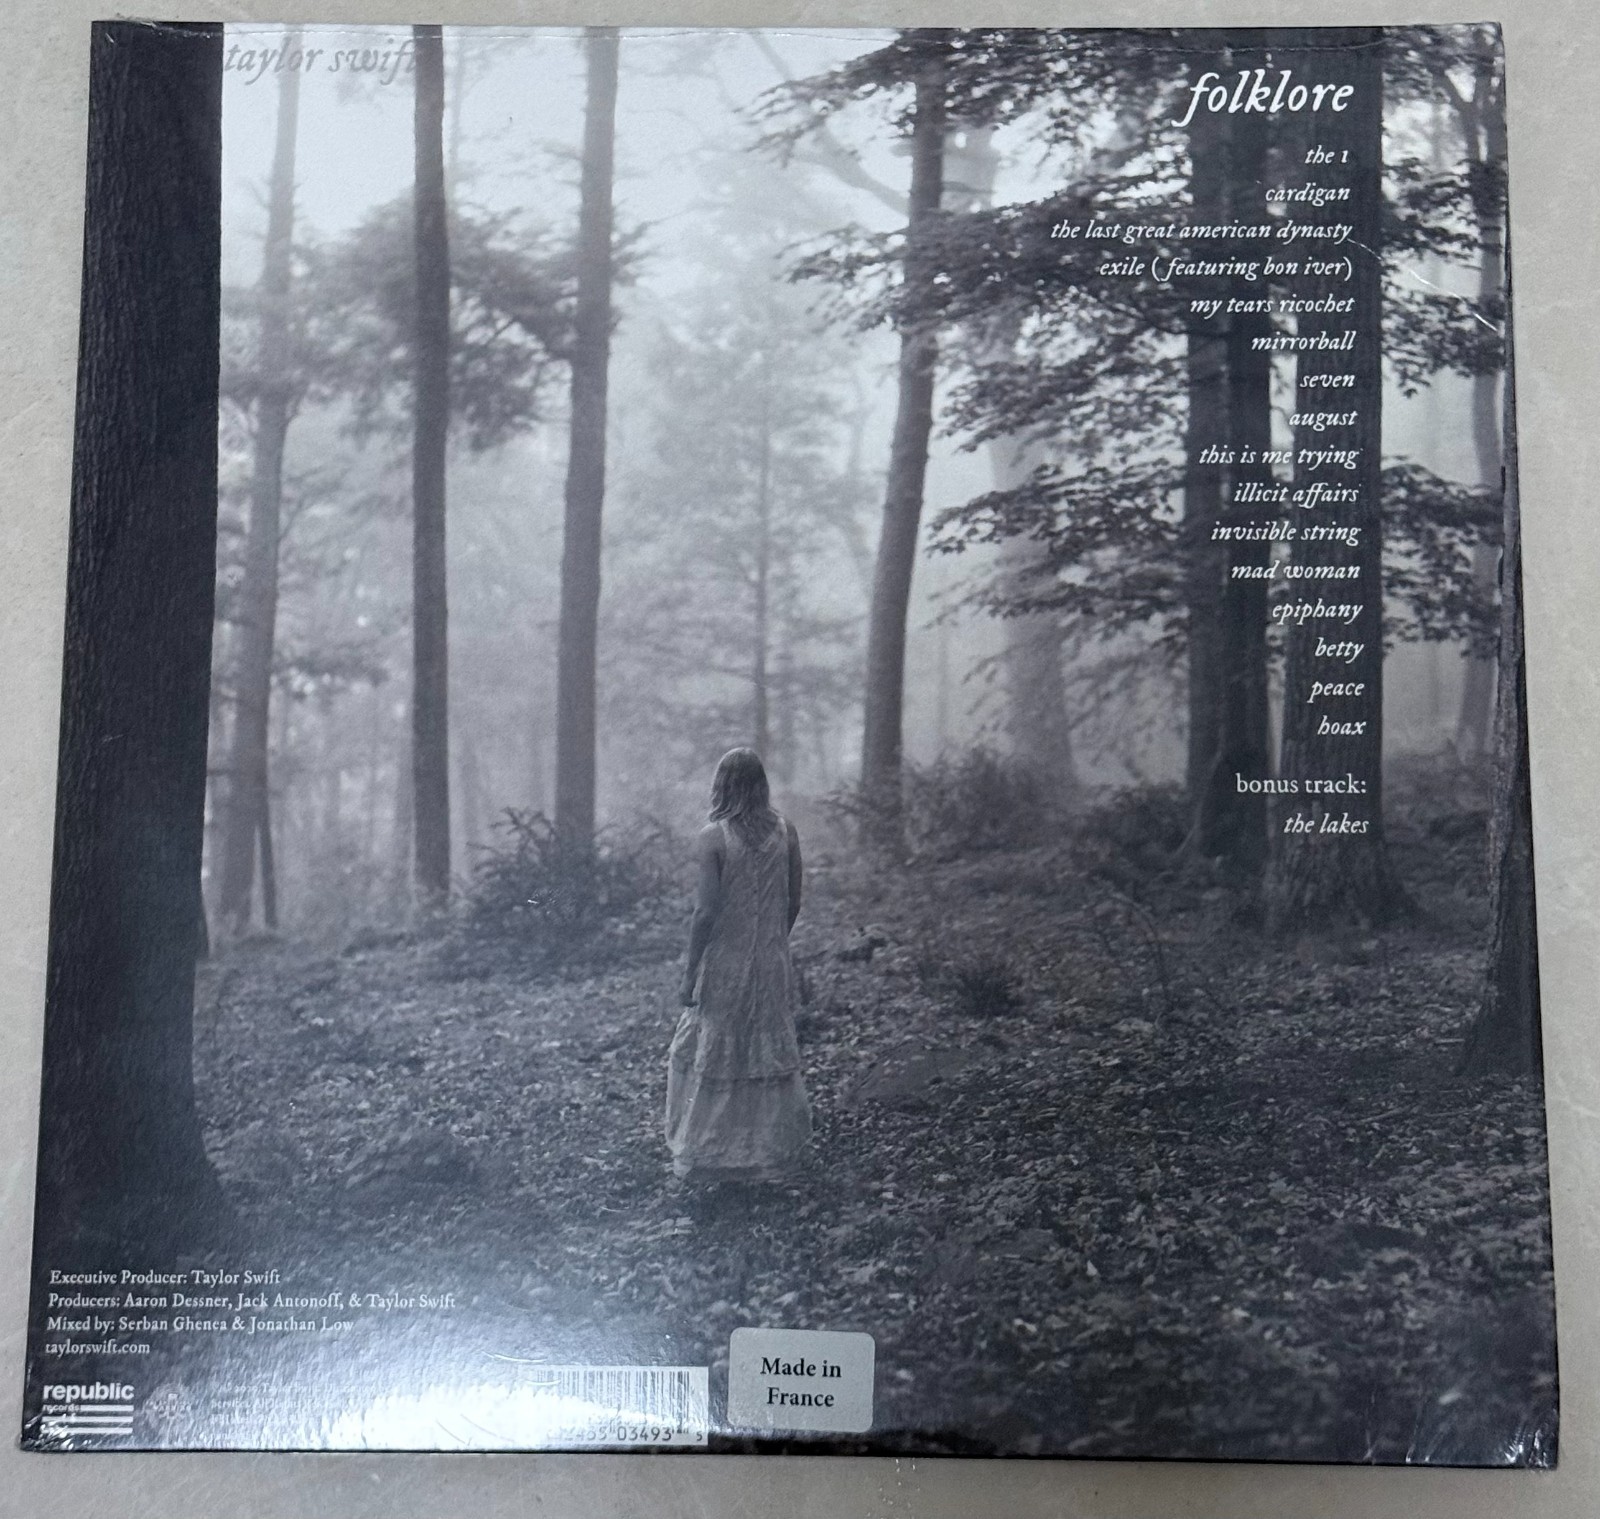 taylor swift
folklore
the 1
cardigan
the last great american dynasty
exile (featuring bon iver)
my tears ricochet
mirrorball
seven
august
this is me trying
illicit affairs
invisible string
mad woman
epiphany
betty
peace
hoax
bonus track:
the lakes
Executive Producer: Taylor Swift
Producers: Aaron Dessner, Jack Antonoff, & Taylor Swift
Mixed by: Serban Ghenea & Jonathan Low
taylorswift.com
republic
records
03493
5
Made in
France